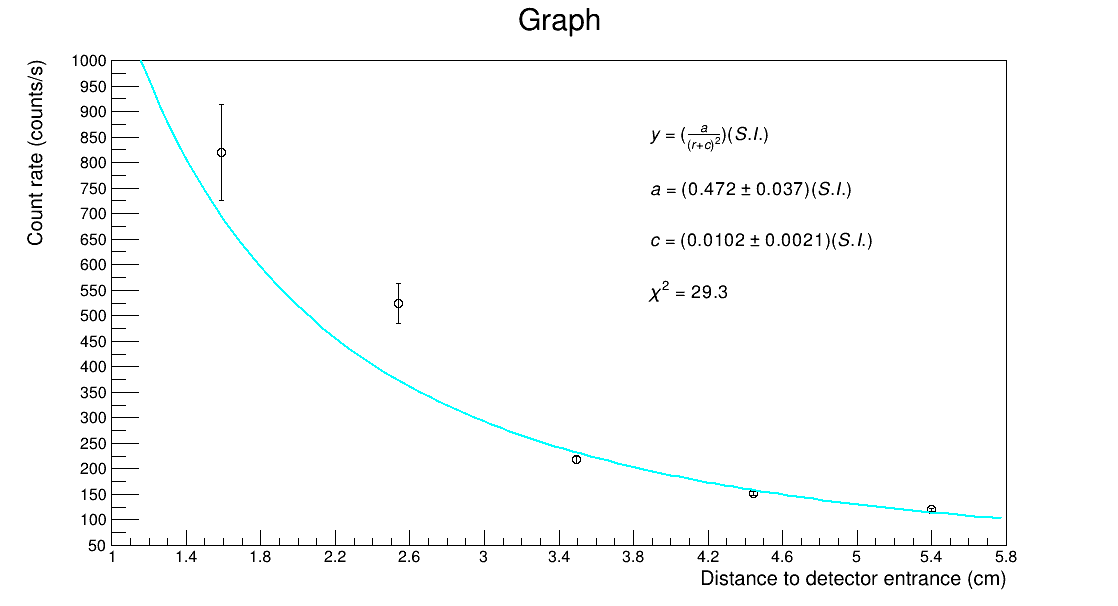 Graph
Count rate (counts/s)
1000
950
900
850
800
750
700
650
600
550
500
450
400
350
300
250
200
150
100
50
y = (a/(r+c)²)(S.I.)
a = (0.472 ± 0.037)(S.I.)
c = (0.0102 ± 0.0021)(S.I.)
χ² = 29.3
1 1.4 1.8 2.2 2.6 3 3.4 3.8 4.2 4.6 5 5.4 5.8
Distance to detector entrance (cm)